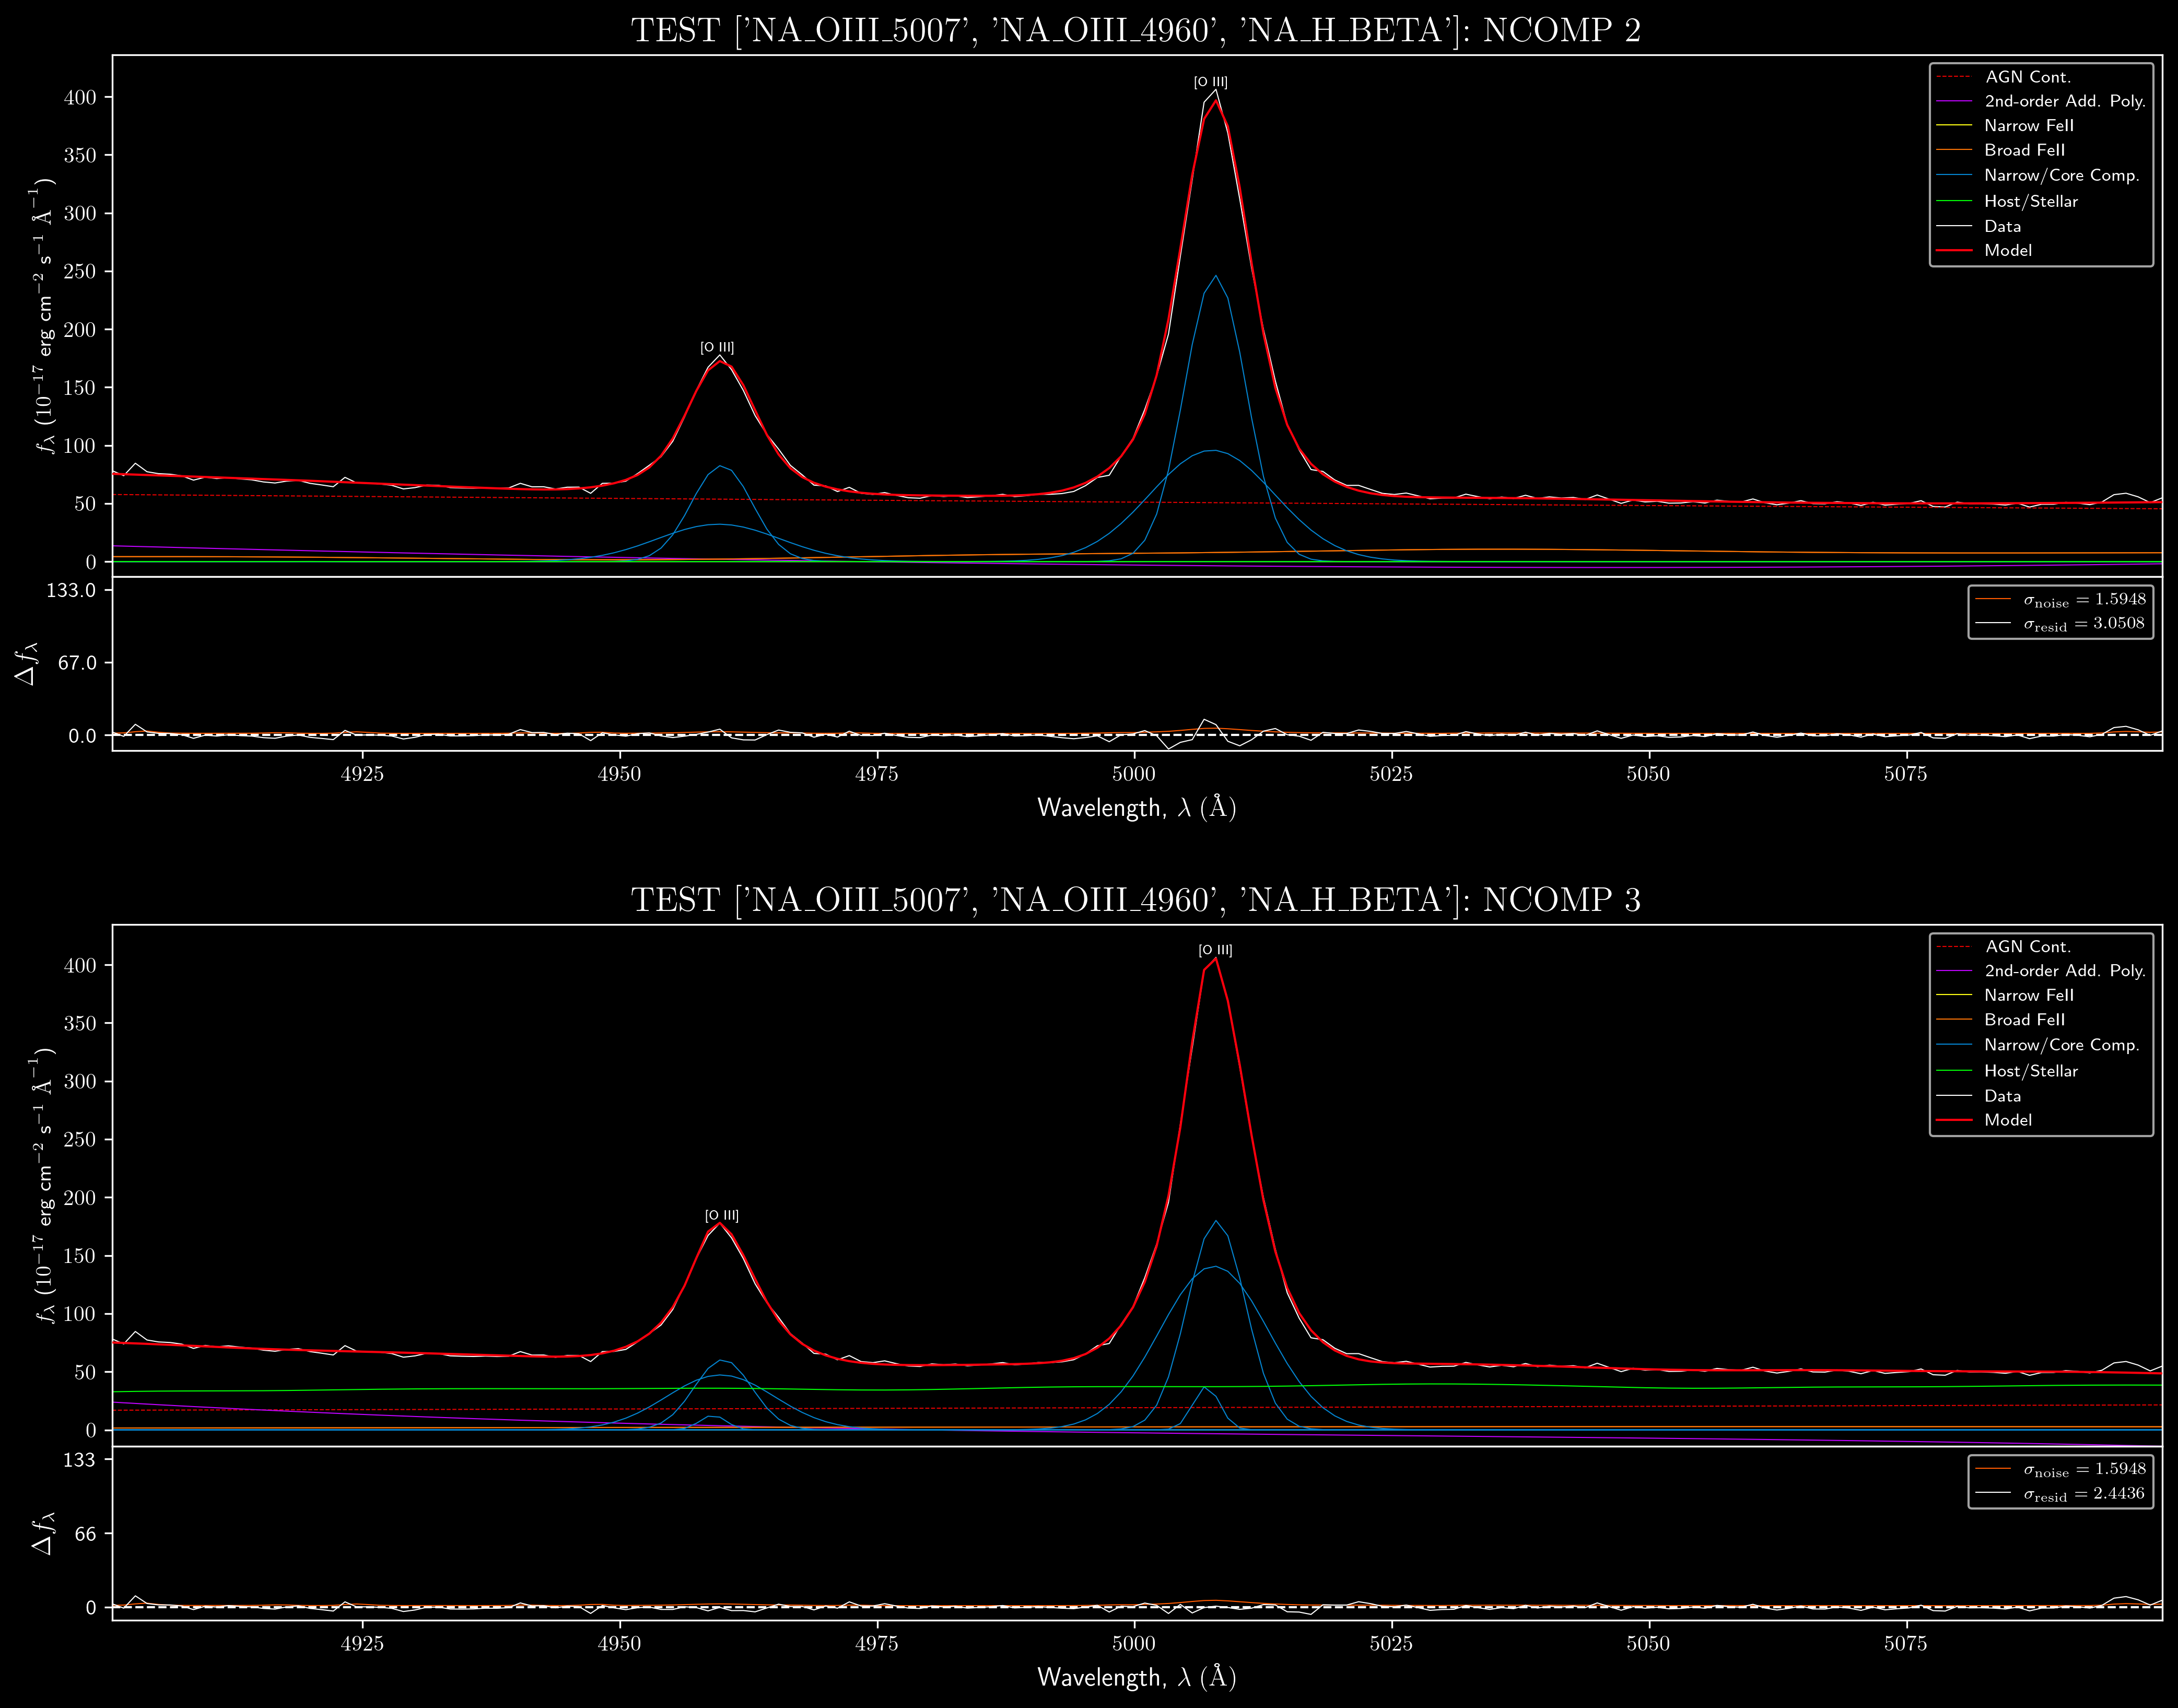 TEST ['NA_OIII_5007', 'NA_OIII_4960', 'NA_H_BETA']: NCOMP 2
[O III]
[O III]
AGN Cont.
2nd-order Add. Poly.
Narrow FeII
Broad FeII
Narrow/Core Comp.
Host/Stellar
Data
Model
400
350
300
250
200
150
100
50
0
f_λ (10^−17 erg cm^−2 s^−1 Å^−1)
σ_noise = 1.5948
σ_resid = 3.0508
133.0
67.0
0.0
Δf_λ
4925 4950 4975 5000 5025 5050 5075
Wavelength, λ (Å)
TEST ['NA_OIII_5007', 'NA_OIII_4960', 'NA_H_BETA']: NCOMP 3
[O III]
[O III]
AGN Cont.
2nd-order Add. Poly.
Narrow FeII
Broad FeII
Narrow/Core Comp.
Host/Stellar
Data
Model
400
350
300
250
200
150
100
50
0
f_λ (10^−17 erg cm^−2 s^−1 Å^−1)
σ_noise = 1.5948
σ_resid = 2.4436
133
66
0
Δf_λ
4925 4950 4975 5000 5025 5050 5075
Wavelength, λ (Å)